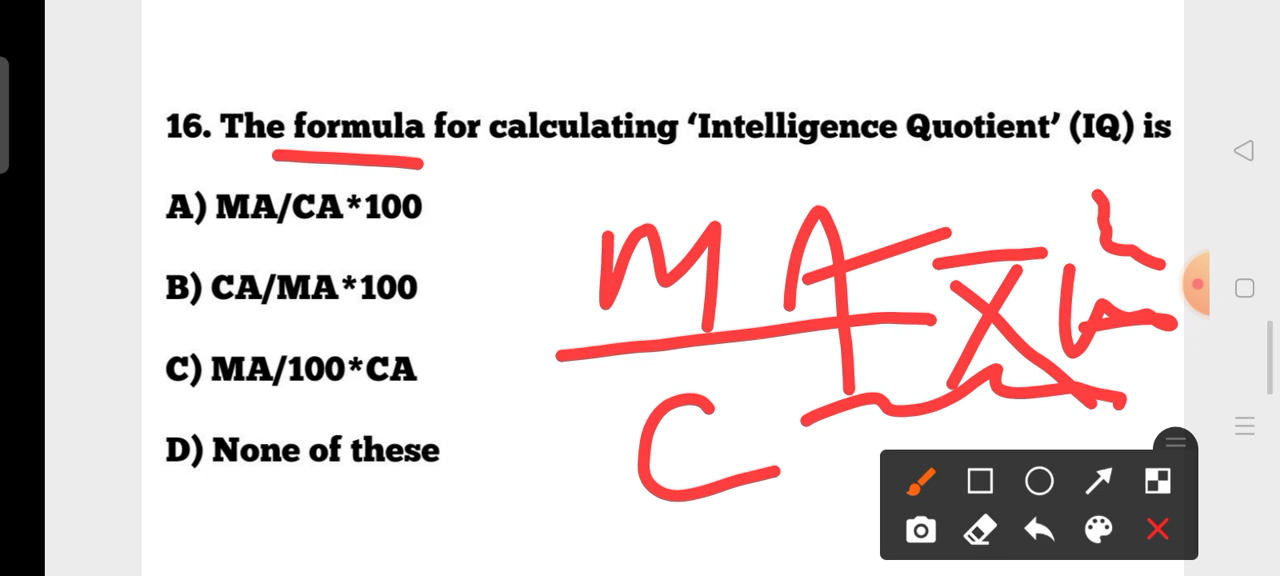 16. The formula for calculating ‘Intelligence Quotient’ (IQ) is
A) MA/CA*100
B) CA/MA*100
C) MA/100*CA
D) None of these
MA
C